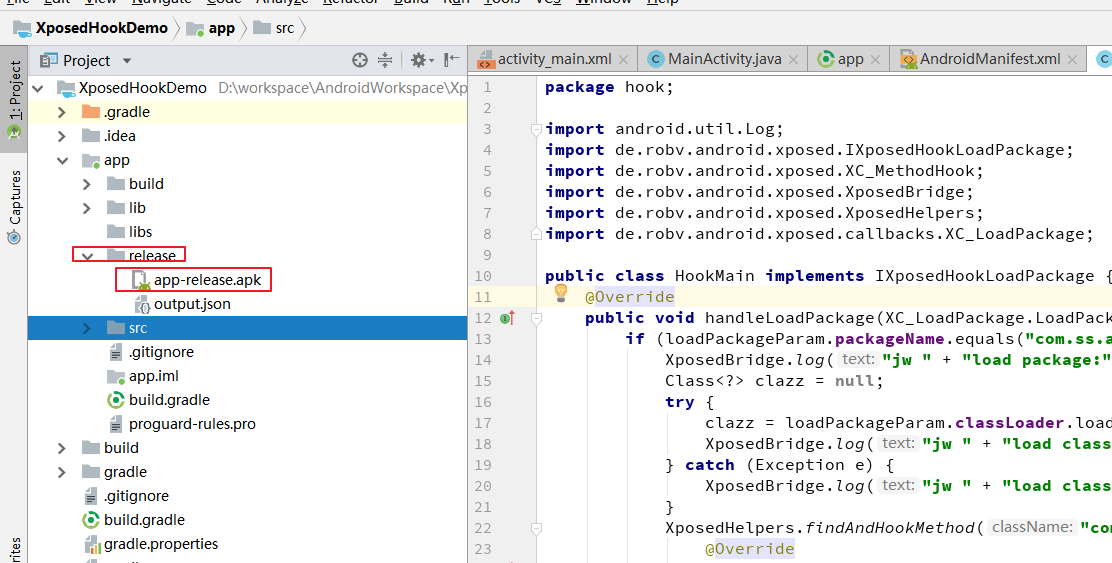 File Edit View Navigate Code Analyze Refactor Build Run Tools VCS Window Help
XposedHookDemo app src
Project
activity_main.xml MainActivity.java app AndroidManifest.xml
1: Project
Captures
XposedHookDemo D:\workspace\AndroidWorkspace\Xp
.gradle
.idea
app
build
lib
libs
release
app-release.apk
output.json
src
.gitignore
app.iml
build.gradle
proguard-rules.pro
build
gradle
.gitignore
build.gradle
gradle.properties
1 package hook;
2
3 import android.util.Log;
4 import de.robv.android.xposed.IXposedHookLoadPackage;
5 import de.robv.android.xposed.XC_MethodHook;
6 import de.robv.android.xposed.XposedBridge;
7 import de.robv.android.xposed.XposedHelpers;
8 import de.robv.android.xposed.callbacks.XC_LoadPackage;
9
10 public class HookMain implements IXposedHookLoadPackage {
11 @Override
12 public void handleLoadPackage(XC_LoadPackage.LoadPack
13 if (loadPackageParam.packageName.equals("com.ss.a
14 XposedBridge.log( text: "jw " + "load package:"
15 Class<?> clazz = null;
16 try {
17 clazz = loadPackageParam.classLoader.load
18 XposedBridge.log( text: "jw " + "load class
19 } catch (Exception e) {
20 XposedBridge.log( text: "jw " + "load class
21 }
22 XposedHelpers.findAndHookMethod( className: "com
23 @Override